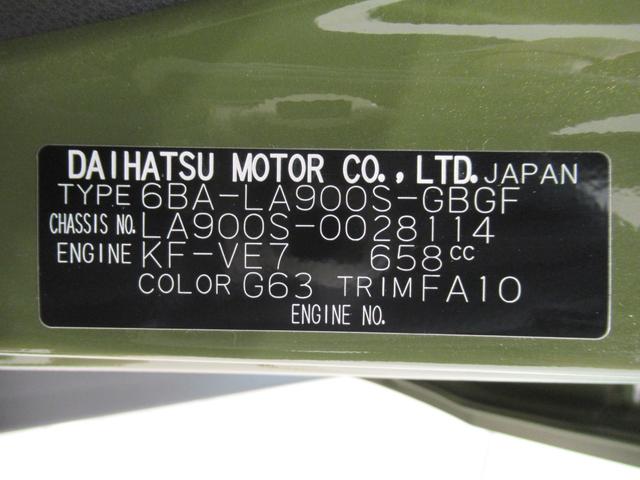 DAIHATSU MOTOR CO., LTD. JAPAN
TYPE 6BA-LA900S-GBGF
CHASSIS NO. LA900S-0028114
ENGINE KF-VE7 658cc
COLOR G63 TRIM FA10
ENGINE NO.